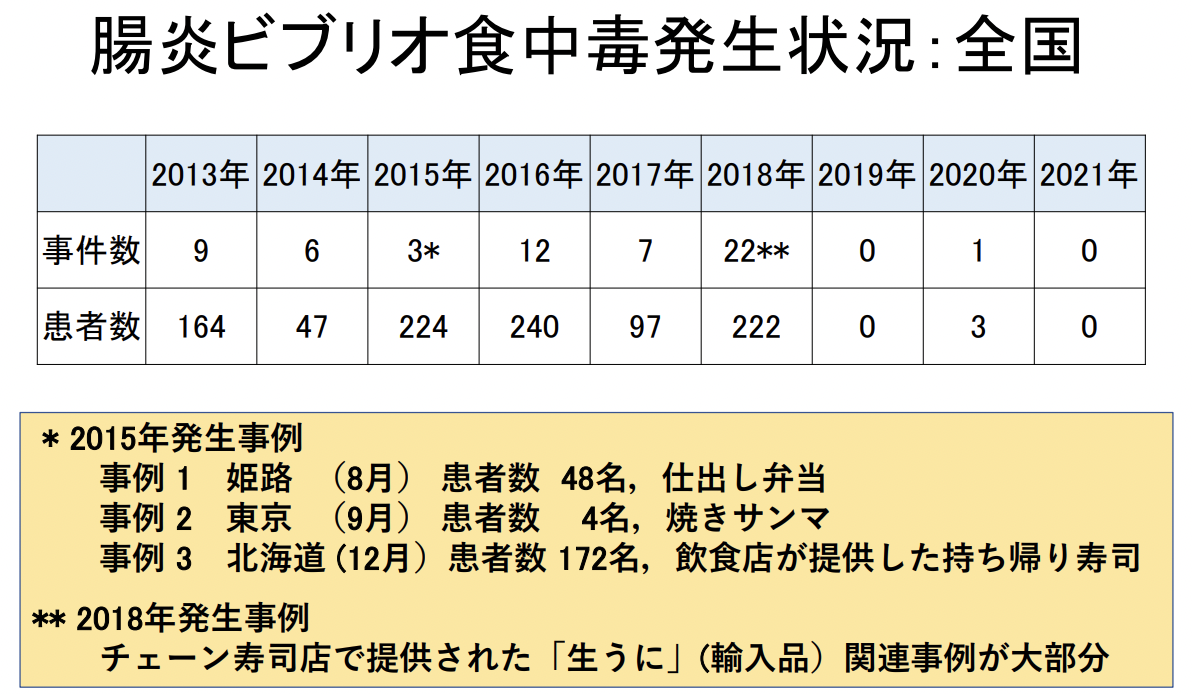 腸炎ビブリオ食中毒発生状況：全国
2013年 2014年 2015年 2016年 2017年 2018年 2019年 2020年 2021年
事件数 9 6 3* 12 7 22** 0 1 0
患者数 164 47 224 240 97 222 0 3 0
* 2015年発生事例
事例 1 姫路 （8月） 患者数 48名, 仕出し弁当
事例 2 東京 （9月） 患者数 4名, 焼きサンマ
事例 3 北海道 (12月） 患者数 172名, 飲食店が提供した持ち帰り寿司
** 2018年発生事例
チェーン寿司店で提供された「生うに」(輸入品） 関連事例が大部分